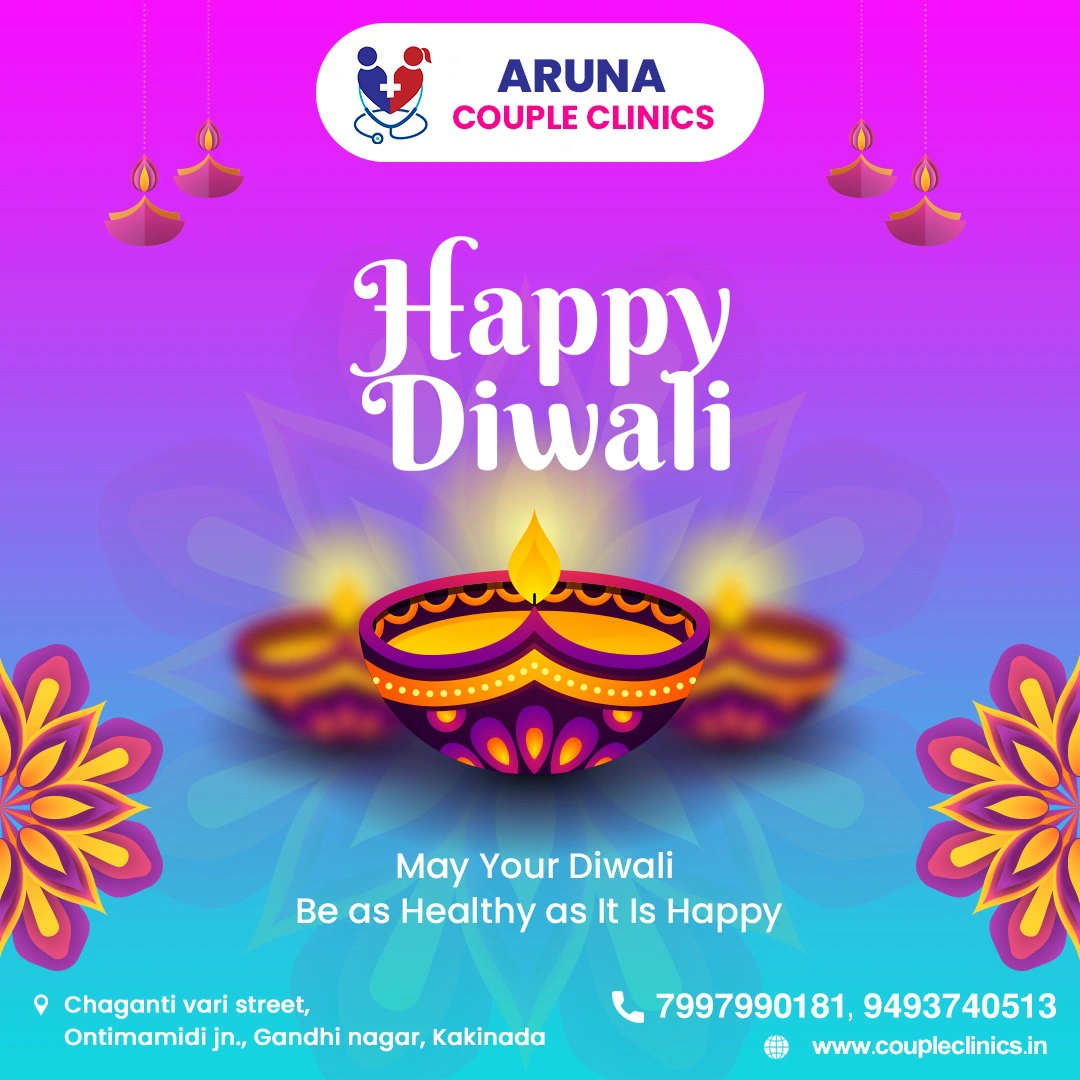 ARUNA
COUPLE CLINICS
Happy
Diwali
May Your Diwali
Be as Healthy as It Is Happy
Chaganti vari street,
Ontimamidi jn., Gandhi nagar, Kakinada
7997990181, 9493740513
www.coupleclinics.in